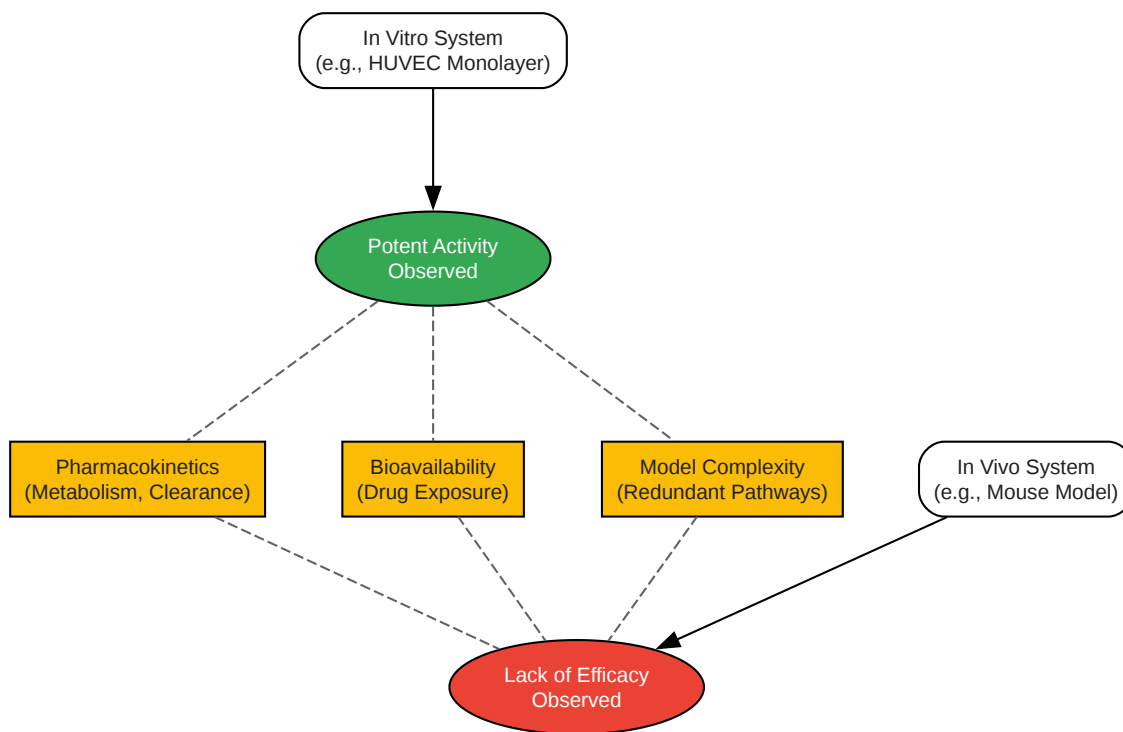 In Vitro System
(e.g., HUVEC Monolayer)
Potent Activity
Observed
Pharmacokinetics
(Metabolism, Clearance)
Bioavailability
(Drug Exposure)
Model Complexity
(Redundant Pathways)
In Vivo System
(e.g., Mouse Model)
Lack of Efficacy
Observed